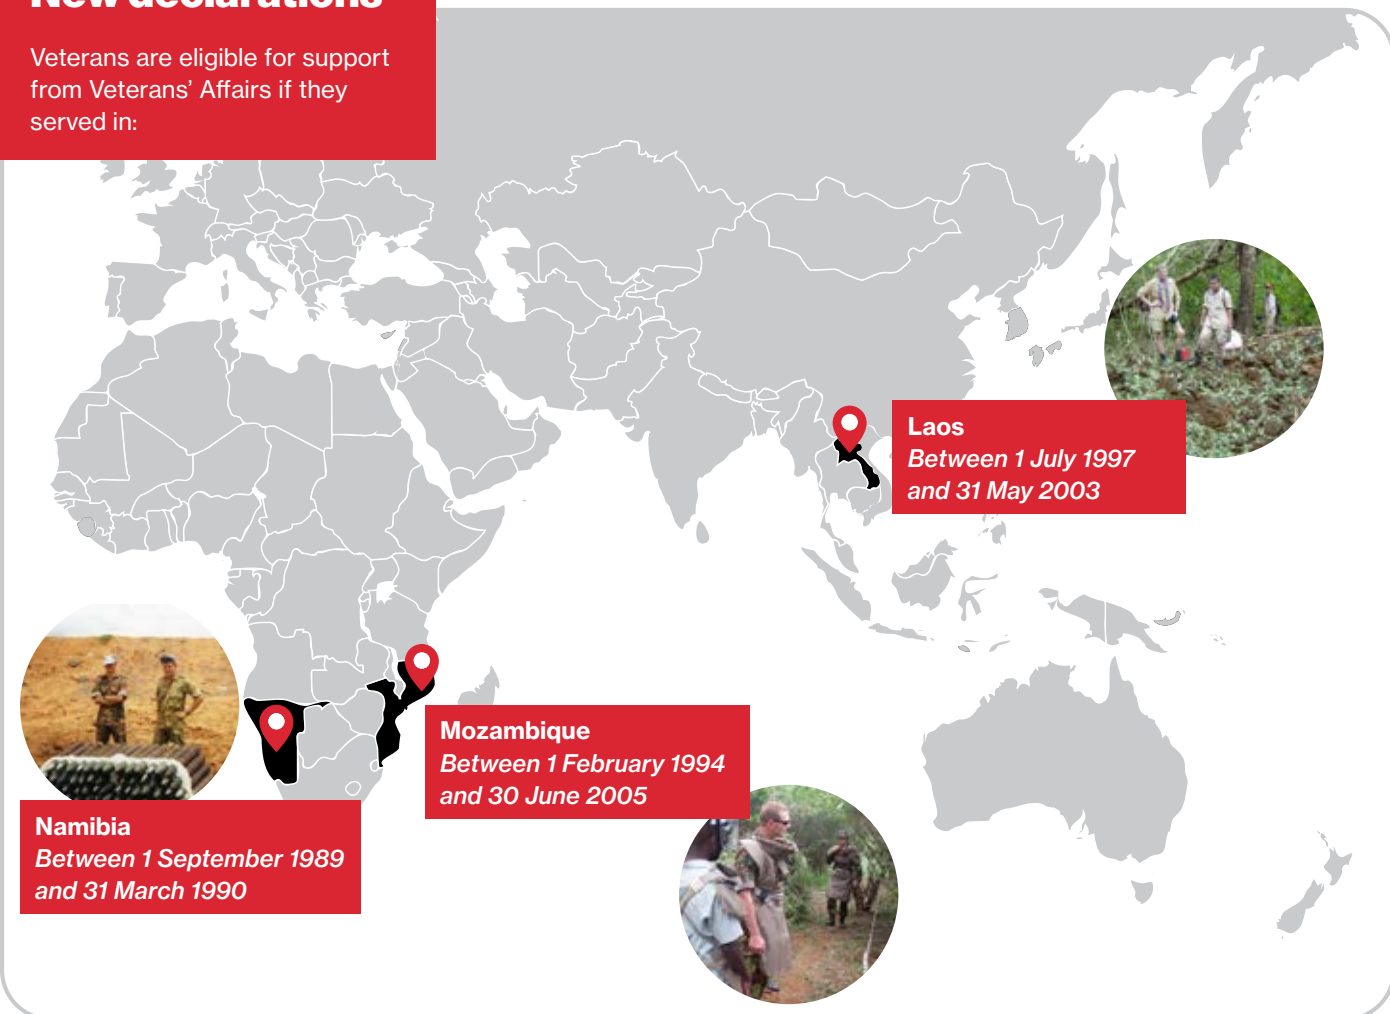 New declarations
Veterans are eligible for support
from Veterans’ Affairs if they
served in:
Laos
Between 1 July 1997
and 31 May 2003
Mozambique
Between 1 February 1994
and 30 June 2005
Namibia
Between 1 September 1989
and 31 March 1990